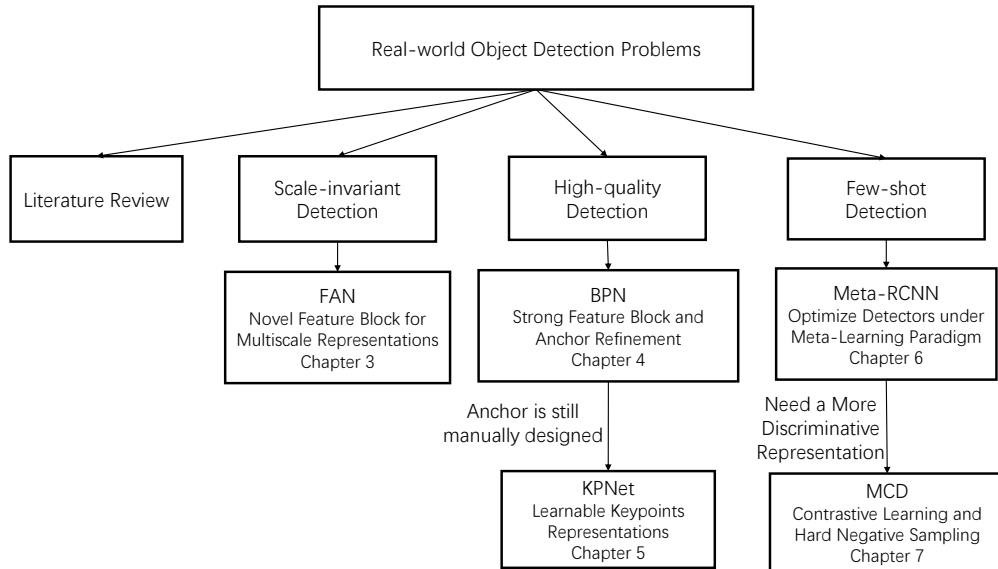 Real-world Object Detection Problems
Literature Review
Scale-invariant
Detection
High-quality
Detection
Few-shot
Detection
FAN
Novel Feature Block for
Multiscale Representations
Chapter 3
BPN
Strong Feature Block and
Anchor Refinement
Chapter 4
Meta-RCNN
Optimize Detectors under
Meta-Learning Paradigm
Chapter 6
Anchor is still
manually designed
Need a More
Discriminative
Representation
KPNet
Learnable Keypoints
Representations
Chapter 5
MCD
Contrastive Learning and
Hard Negative Sampling
Chapter 7